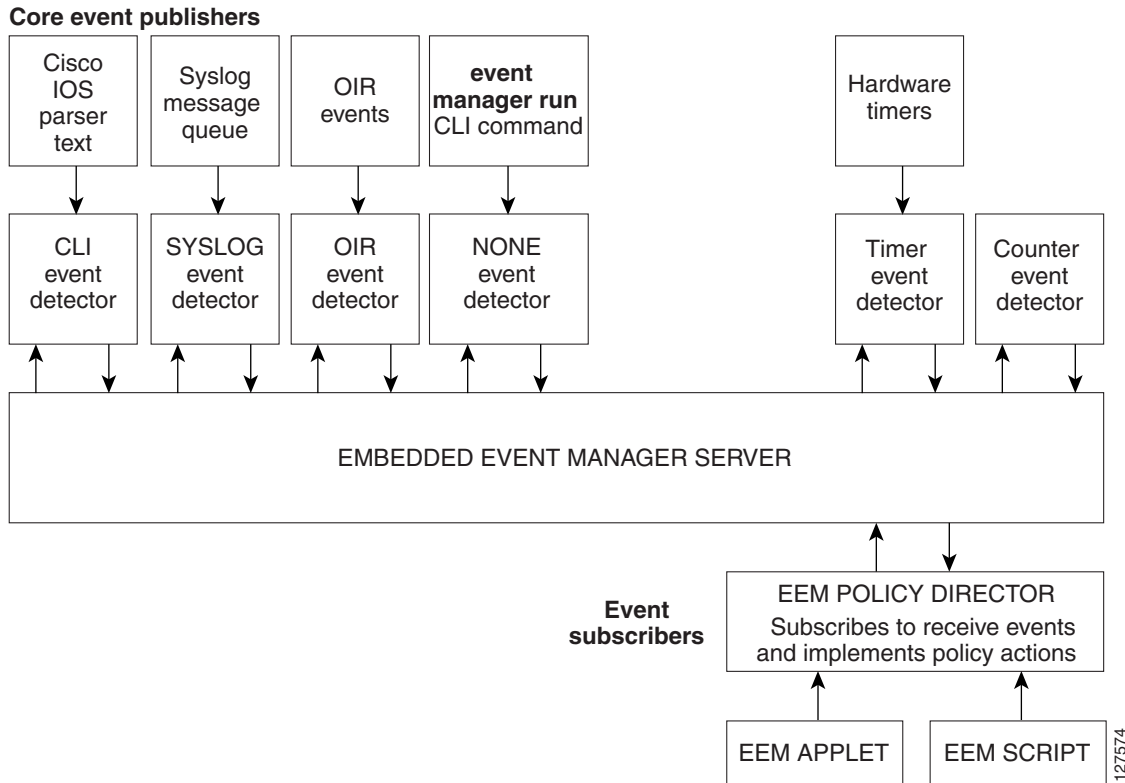 Core event publishers
Cisco
IOS
parser
text
Syslog
message
queue
OIR
events
event
manager run
CLI command
Hardware
timers
CLI
event
detector
SYSLOG
event
detector
OIR
event
detector
NONE
event
detector
Timer
event
detector
Counter
event
detector
EMBEDDED EVENT MANAGER SERVER
Event
subscribers
EEM POLICY DIRECTOR
Subscribes to receive events
and implements policy actions
EEM APPLET
EEM SCRIPT
127574